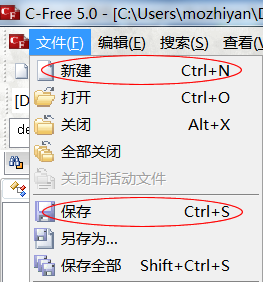 C-Free 5.0 - [C:\Users\mozhiyan\D
文件(F) 编辑(E) 搜索(S) 查看(V
新建 Ctrl+N
[D 打开 Ctrl+O
关闭 Alt+X
de 全部关闭
关闭非活动文件
保存 Ctrl+S
另存为...
保存全部 Shift+Ctrl+S